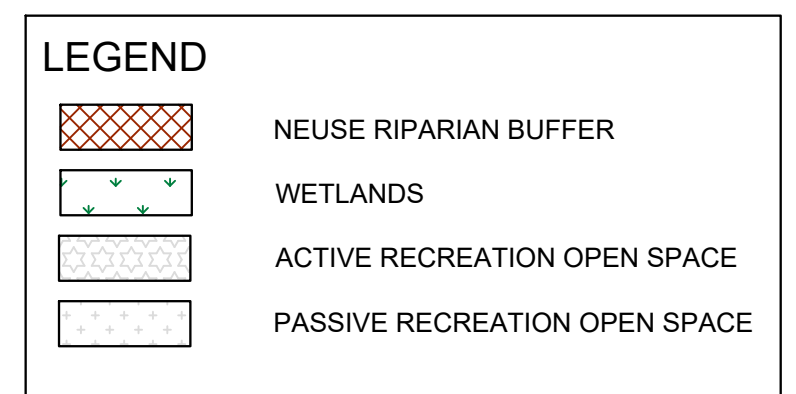 LEGEND
NEUSE RIPARIAN BUFFER
WETLANDS
ACTIVE RECREATION OPEN SPACE
PASSIVE RECREATION OPEN SPACE